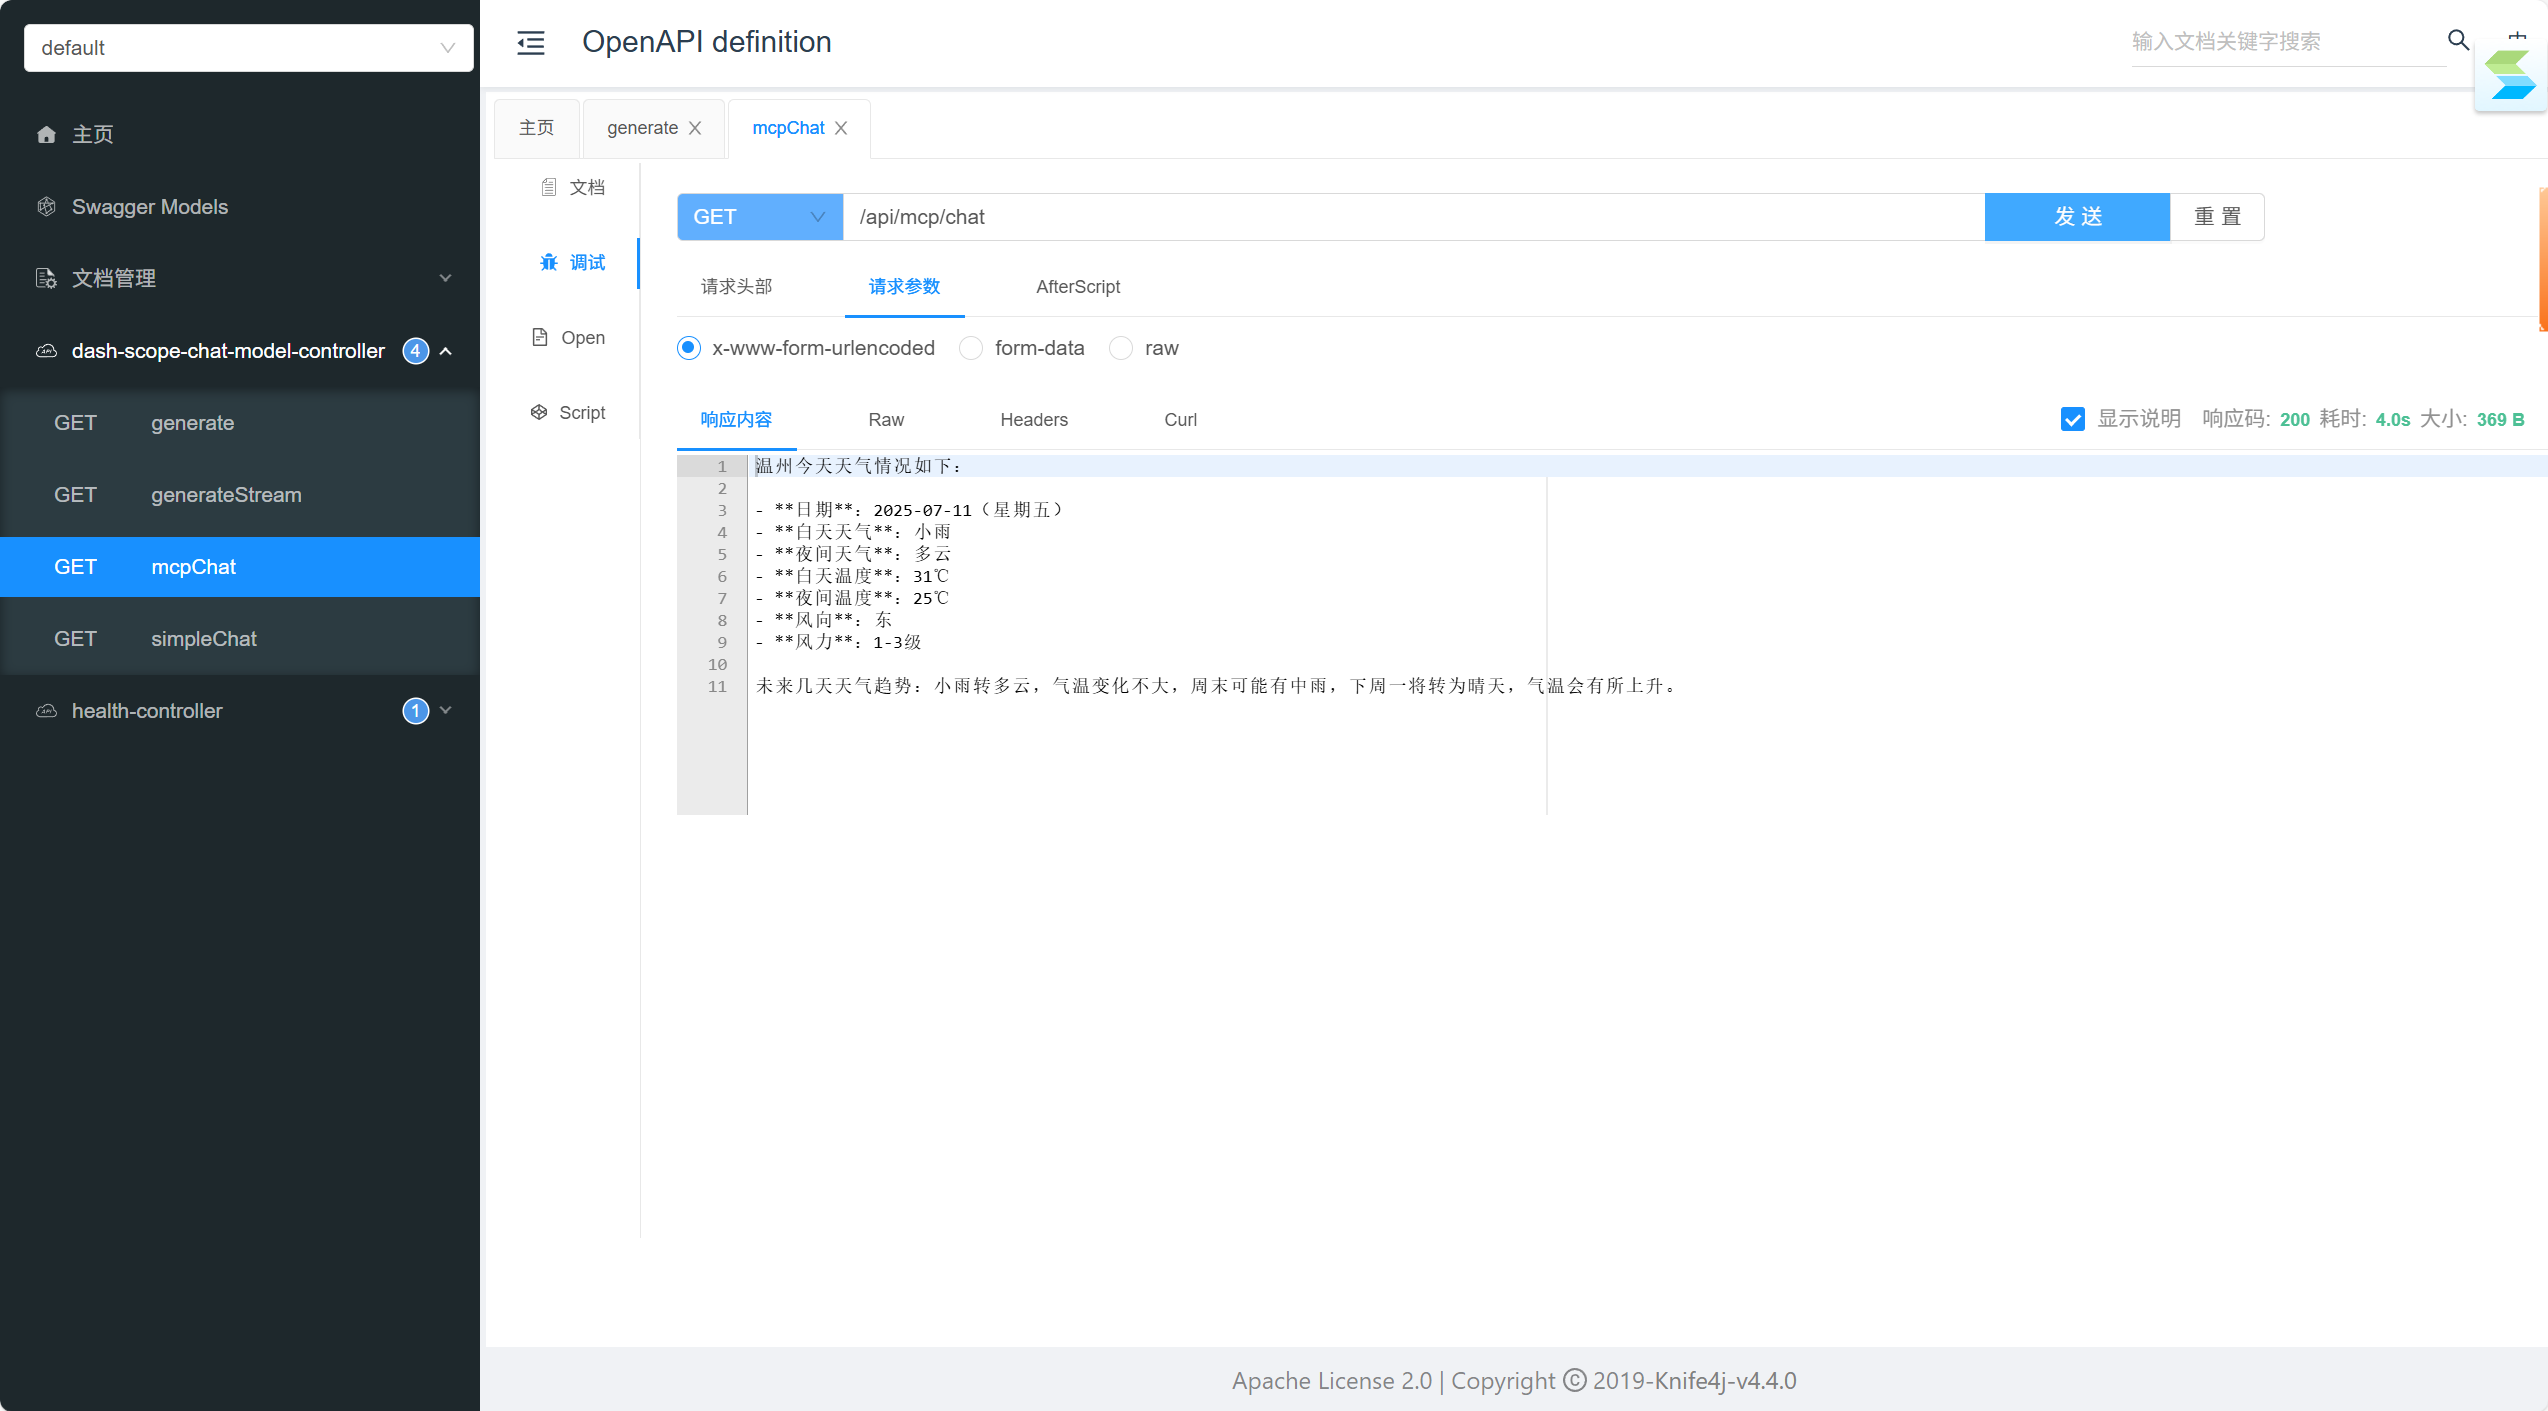 default
主页
Swagger Models
文档管理
dash-scope-chat-model-controller 4
GET generate
GET generateStream
GET mcpChat
GET simpleChat
health-controller 1
OpenAPI definition
输入文档关键字搜索
主页 generate mcpChat
文档
调试
Open
Script
GET /api/mcp/chat 发 送 重 置
请求头部 请求参数 AfterScript
x-www-form-urlencoded form-data raw
响应内容 Raw Headers Curl 显示说明 响应码: 200 耗时: 4.0s 大小: 369 B
1 温州今天天气情况如下：
2
3 - **日期**：2025-07-11（星期五）
4 - **白天天气**：小雨
5 - **夜间天气**：多云
6 - **白天温度**：31℃
7 - **夜间温度**：25℃
8 - **风向**：东
9 - **风力**：1-3级
10
11 未来几天天气趋势：小雨转多云，气温变化不大，周末可能有中雨，下周一将转为晴天，气温会有所上升。
Apache License 2.0 | Copyright © 2019-Knife4j-v4.4.0